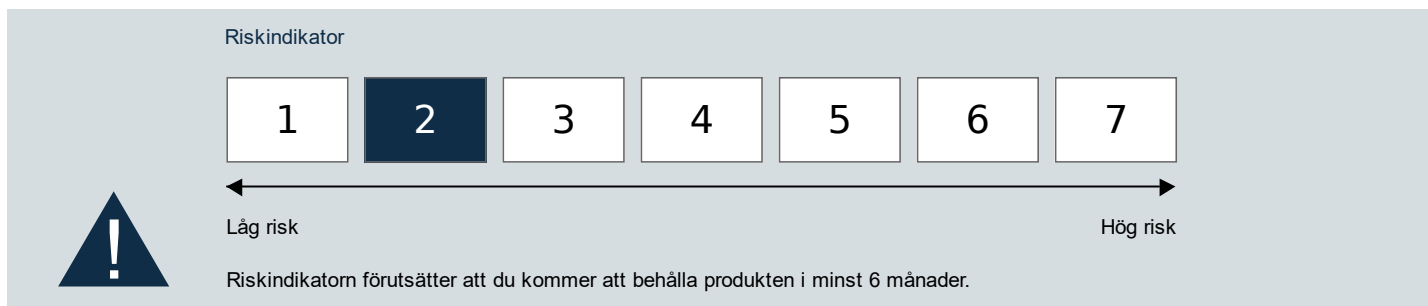 Riskindikator
1 2 3 4 5 6 7
Låg risk Hög risk
!
Riskindikatorn förutsätter att du kommer att behålla produkten i minst 6 månader.